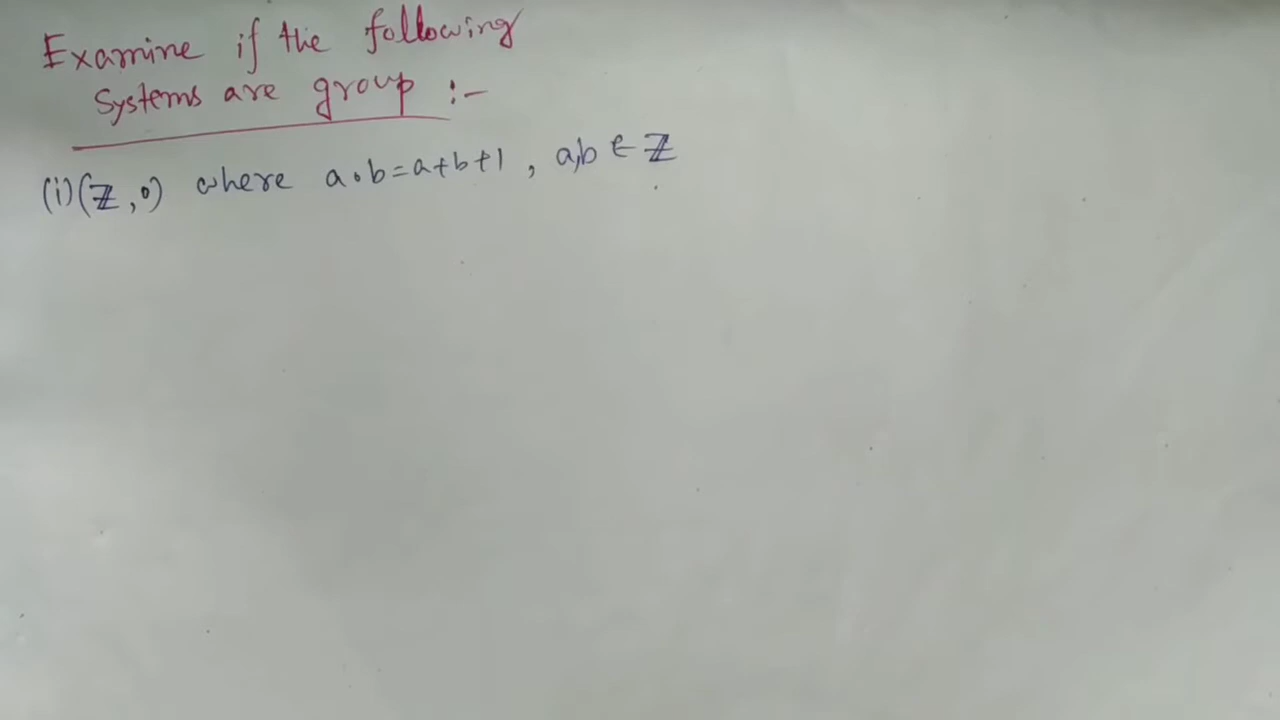 Examine if the following
Systems are group :-
(i) (ℤ, ∘) where a∘b=a+b+1, a,b ∈ ℤ